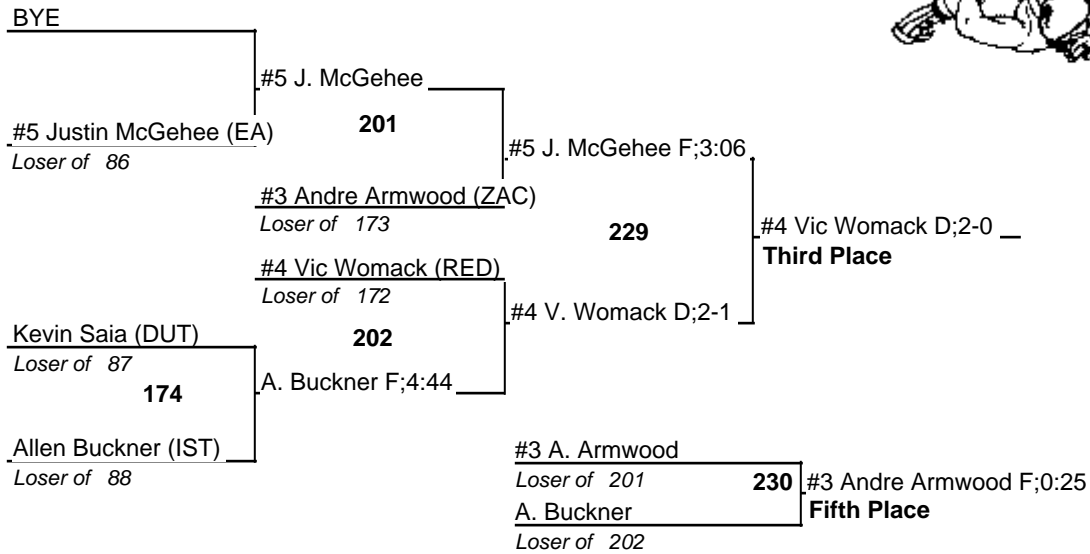 BYE
#5 J. McGehee
201
#5 Justin McGehee (EA)
Loser of 86
#5 J. McGehee F;3:06
#3 Andre Armwood (ZAC)
Loser of 173
229
#4 Vic Womack D;2-0
Third Place
#4 Vic Womack (RED)
Loser of 172
#4 V. Womack D;2-1
202
Kevin Saia (DUT)
Loser of 87
174
A. Buckner F;4:44
Allen Buckner (IST)
Loser of 88
#3 A. Armwood
Loser of 201
230
#3 Andre Armwood F;0:25
Fifth Place
A. Buckner
Loser of 202